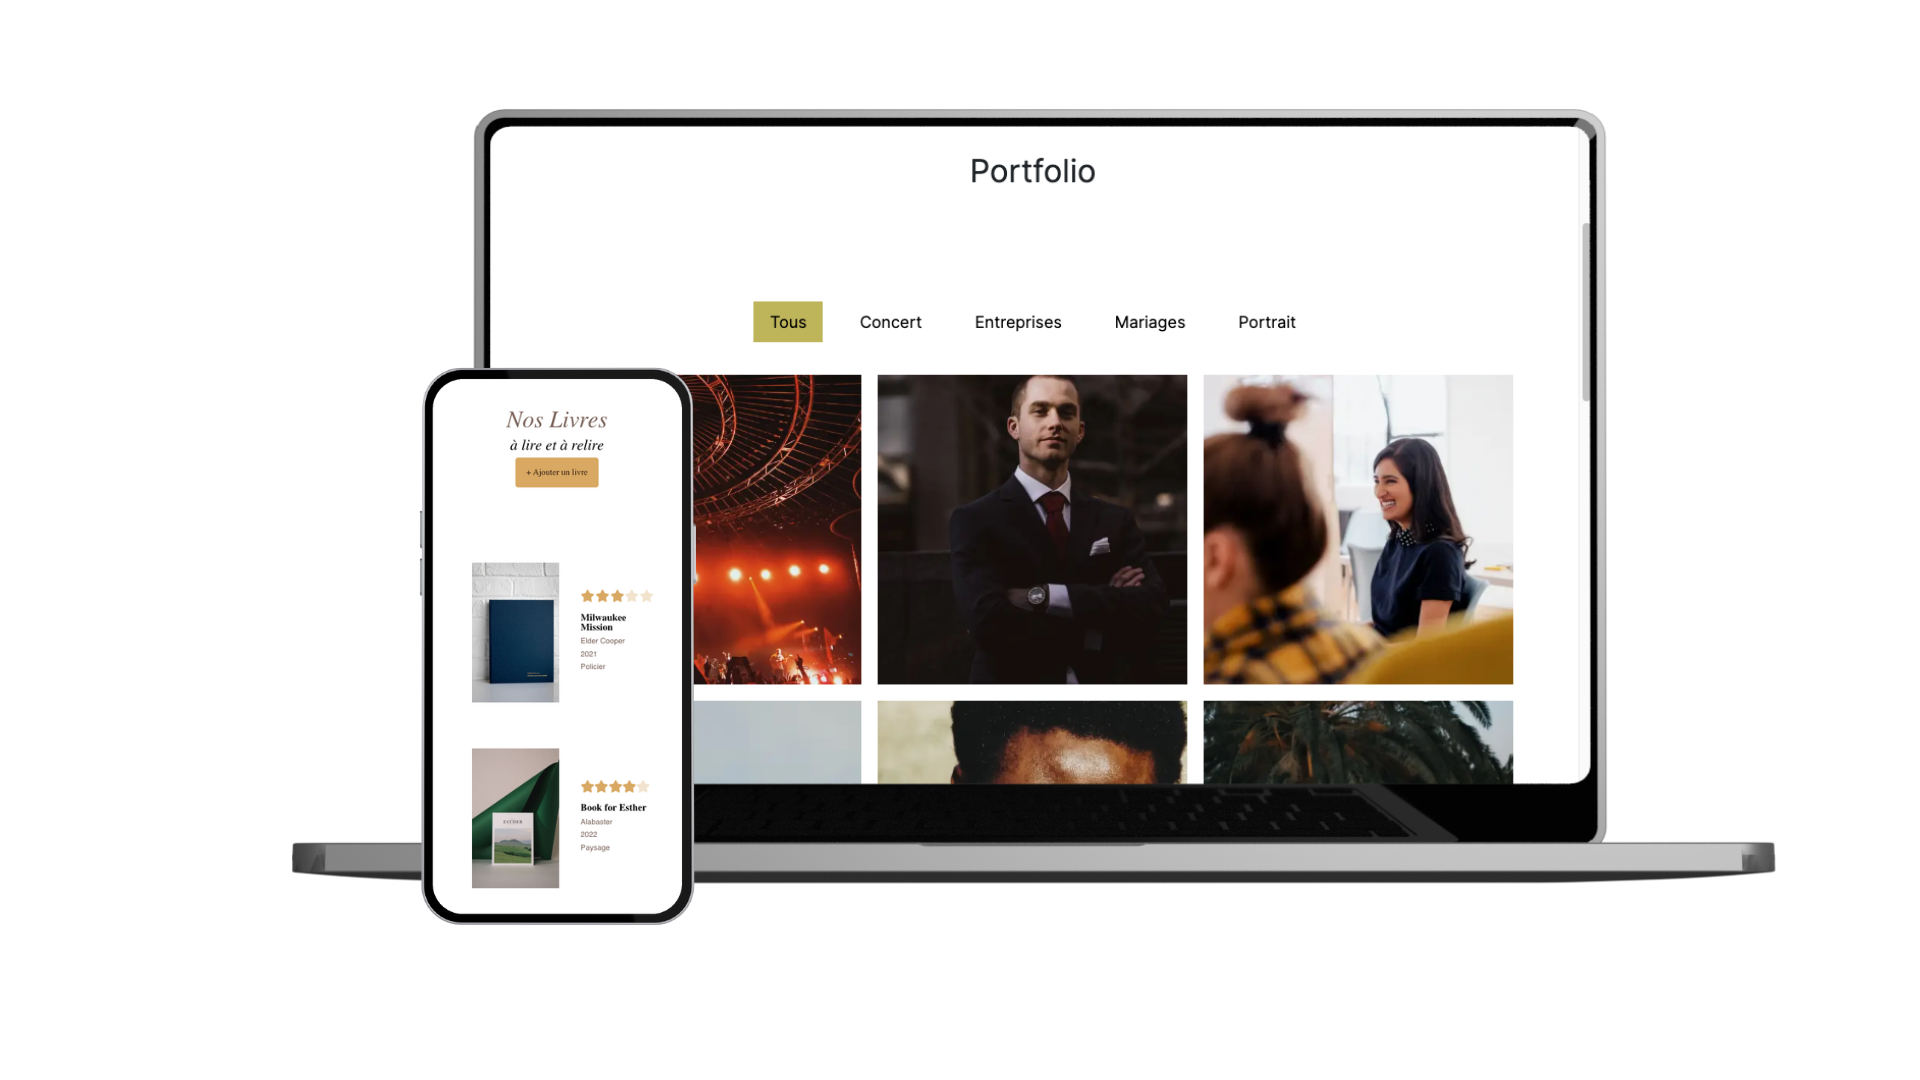 Portfolio
Tous Concert Entreprises Mariages Portrait
Nos Livres
à lire et à relire
+ Ajouter un livre
Milwaukee
Mission
Elder Cooper
2021
Policier
ESTHER
Book for Esther
Alabaster
2022
Paysage